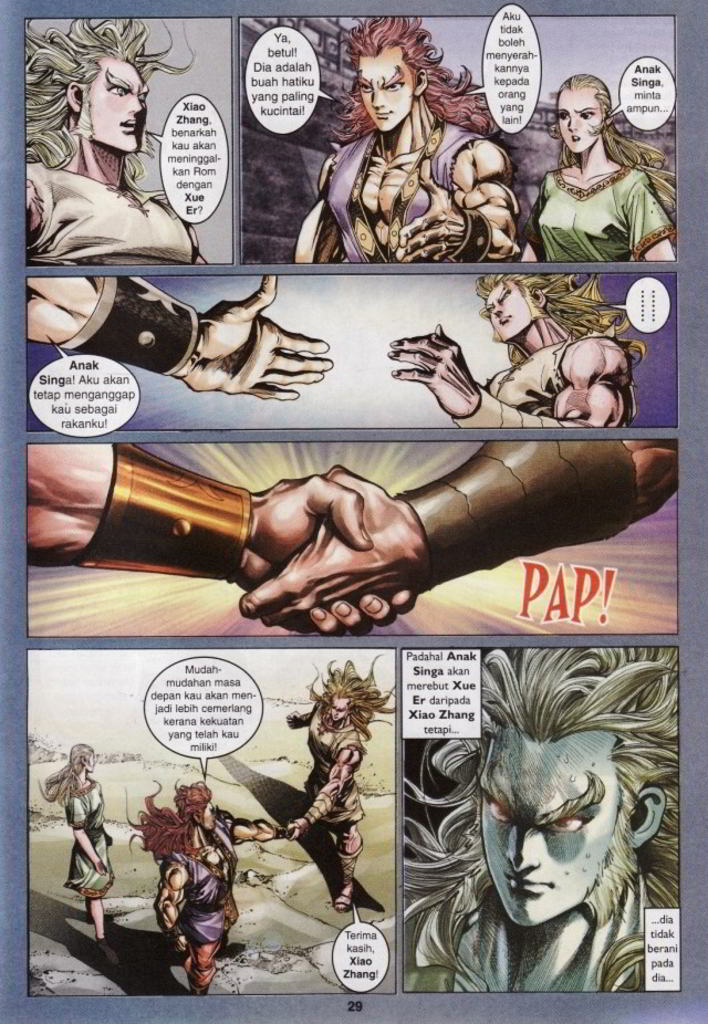 Xiao
Zhang,
benarkah
kau akan
meninggal-
kan Rom
dengan
Xue
Er?
Ya,
betul!
Dia adalah
buah hatiku
yang paling
kucintai!
Aku
tidak
boleh
menyerah-
kannya
kepada
orang
yang
lain!
Anak
Singa,
minta
ampun...
Anak
Singa! Aku akan
tetap menganggap
kau sebagai
rakanku!
......
PAP!
Mudah-
mudahan masa
depan kau akan men-
jadi lebih cemerlang
kerana kekuatan
yang telah kau
miliki!
Terima
kasih,
Xiao
Zhang!
Padahal Anak
Singa akan
merebut Xue
Er daripada
Xiao Zhang
tetapi...
...dia
tidak
berani
pada
dia...
29